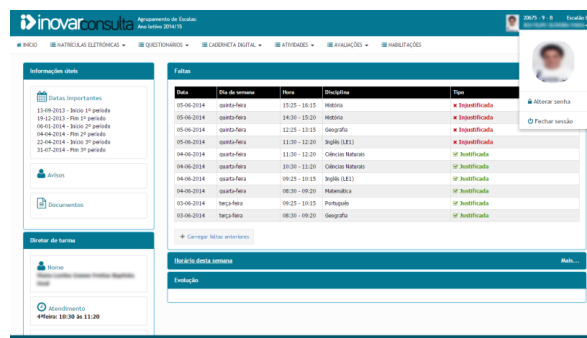 inovarconsulta
Agrupamento de Escolas:
Ano letivo 2014/15
20675 - 9 - B Escalão
INÍCIO
MATRÍCULAS ELETRÓNICAS
QUESTIONÁRIOS
CADERNETA DIGITAL
ATIVIDADES
AVALIAÇÕES
HABILITAÇÕES
Alterar senha
Fechar sessão
Informações úteis
Datas Importantes
13-09-2013 - Início 1º período
19-12-2013 - Fim 1º período
06-01-2014 - Início 2º período
04-04-2014 - Fim 2º período
22-04-2014 - Início 3º período
31-07-2014 - Fim 3º período
Avisos
Documentos
Diretor de turma
Nome
Atendimento
4ªfeira: 10:30 às 11:20
Faltas
Data Dia da semana Hora Disciplina Tipo
05-06-2014 quinta-feira 15:25 - 16:15 História Injustificada
05-06-2014 quinta-feira 14:30 - 15:20 História Injustificada
05-06-2014 quinta-feira 12:25 - 13:15 Geografia Injustificada
05-06-2014 quinta-feira 11:30 - 12:20 Inglês (LE1) Injustificada
04-06-2014 quarta-feira 11:30 - 12:20 Ciências Naturais Justificada
04-06-2014 quarta-feira 10:30 - 11:20 Ciências Naturais Justificada
04-06-2014 quarta-feira 09:25 - 10:15 Inglês (LE1) Justificada
04-06-2014 quarta-feira 08:30 - 09:20 Matemática Justificada
03-06-2014 terça-feira 09:25 - 10:15 Português Justificada
03-06-2014 terça-feira 08:30 - 09:20 Geografia Justificada
+ Carregar faltas anteriores
Horário desta semana Mais...
Evolução